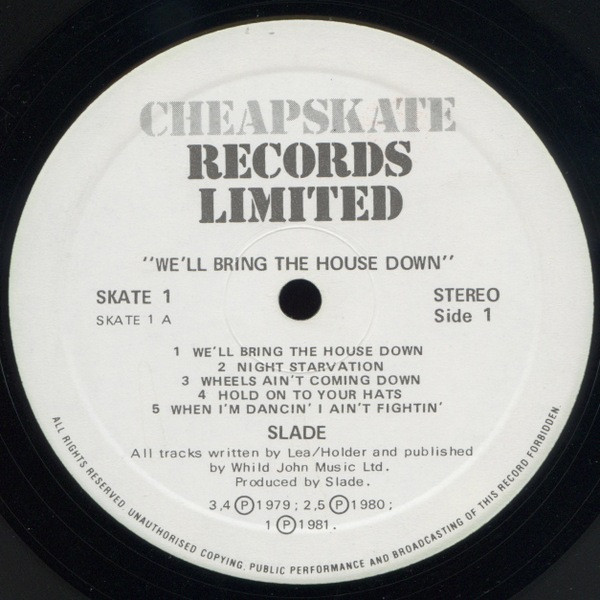 CHEAPSKATE
RECORDS
LIMITED
"WE'LL BRING THE HOUSE DOWN"
SKATE 1
SKATE 1 A
STEREO
Side 1
1 WE'LL BRING THE HOUSE DOWN
2 NIGHT STARVATION
3 WHEELS AIN'T COMING DOWN
4 HOLD ON TO YOUR HATS
5 WHEN I'M DANCIN' I AIN'T FIGHTIN'
SLADE
All tracks written by Lea/Holder and published
by Whild John Music Ltd.
Produced by Slade.
3,4 Ⓟ 1979; 2,5 Ⓟ 1980;
1 Ⓟ 1981.
ALL RIGHTS RESERVED. UNAUTHORISED COPYING, PUBLIC PERFORMANCE AND BROADCASTING OF THIS RECORD FORBIDDEN.